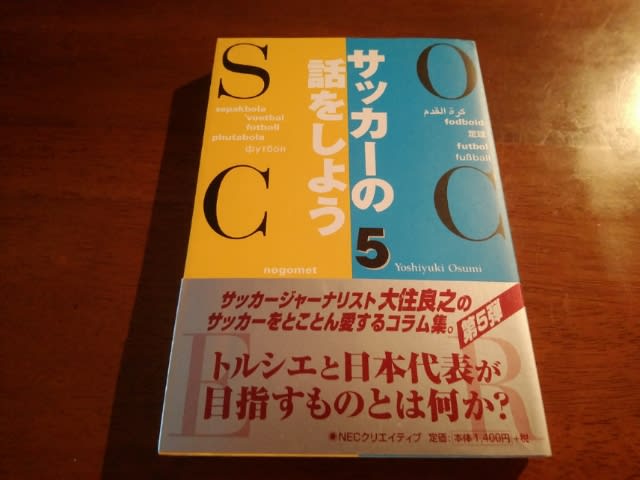 S
O
C
C
E
R
サッカーの
話をしよう
5
sepakbola
voetbal
fotball
phutabola
футбол
كرة القدم
fodbold
足球
futbol
fußball
nogomet
Yoshiyuki Osumi
サッカージャーナリスト大住良之の
サッカーをとことん愛するコラム集。
第5弾
トルシエと日本代表が
目指すものとは何か?
●NECクリエイティブ 定価:本体1,400円+税